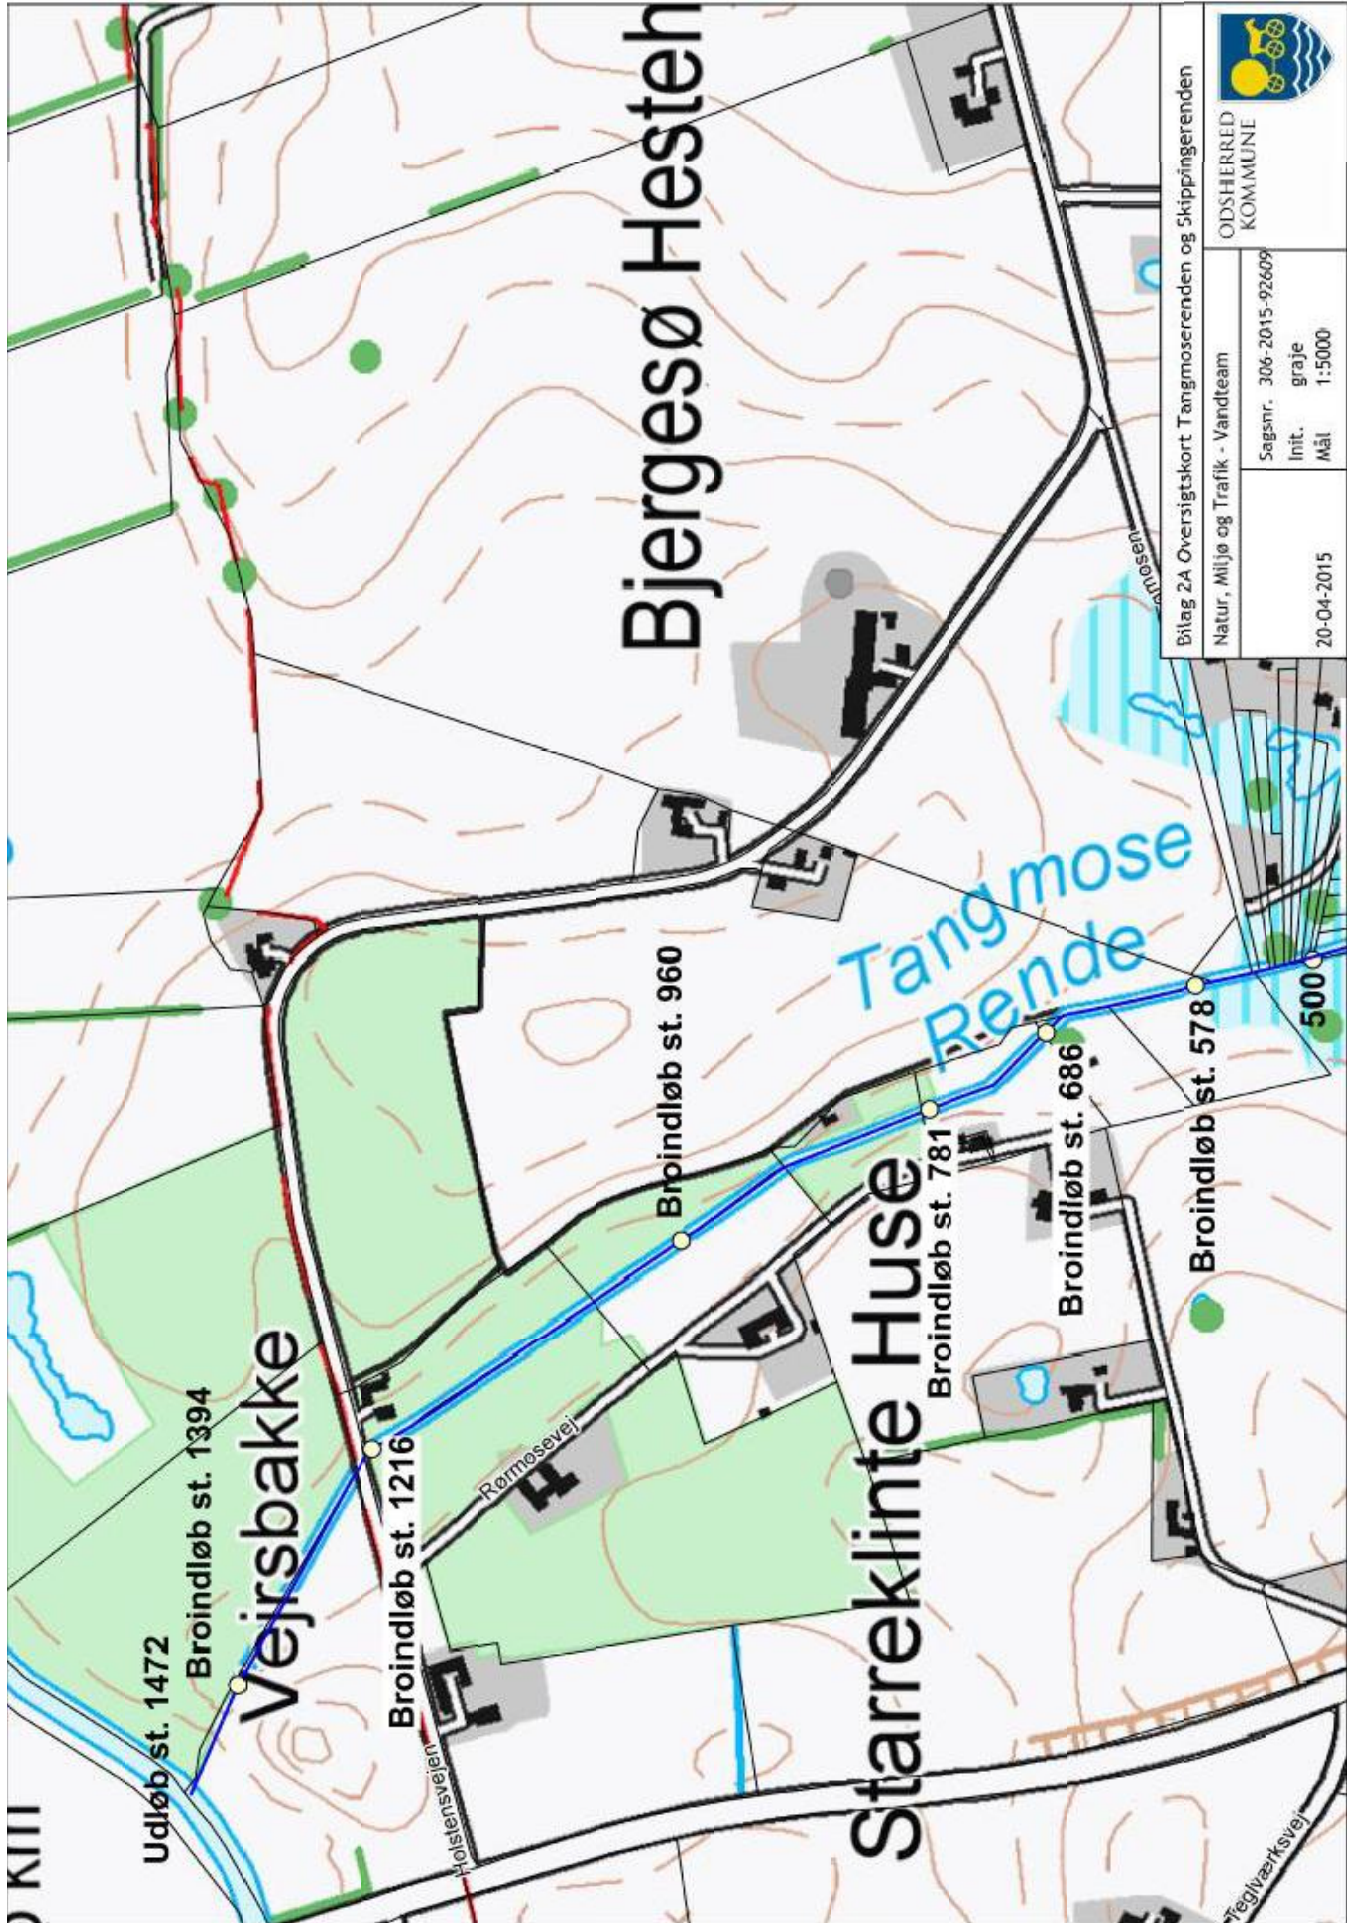 Udløb st. 1472
Broindløb st. 1394
Vejrsbakke
Broindløb st. 1216
Holstensvejen
Rørmosevej
Bjergesø Hesteh
Broindløb st. 960
Tangmose
Rende
Starreklinte Huse
Broindløb st. 781
Broindløb st. 686
Broindløb st. 578
500
Teglværksvej
Bilag 2A Oversigtskort Tangmoserenden og Skippingerenden
Natur, Miljø og Trafik - Vandteam
20-04-2015
Sagsnr. 306-2015-92609
Init. graje
Mål 1:5000
ODSHERRED
KOMMUNE